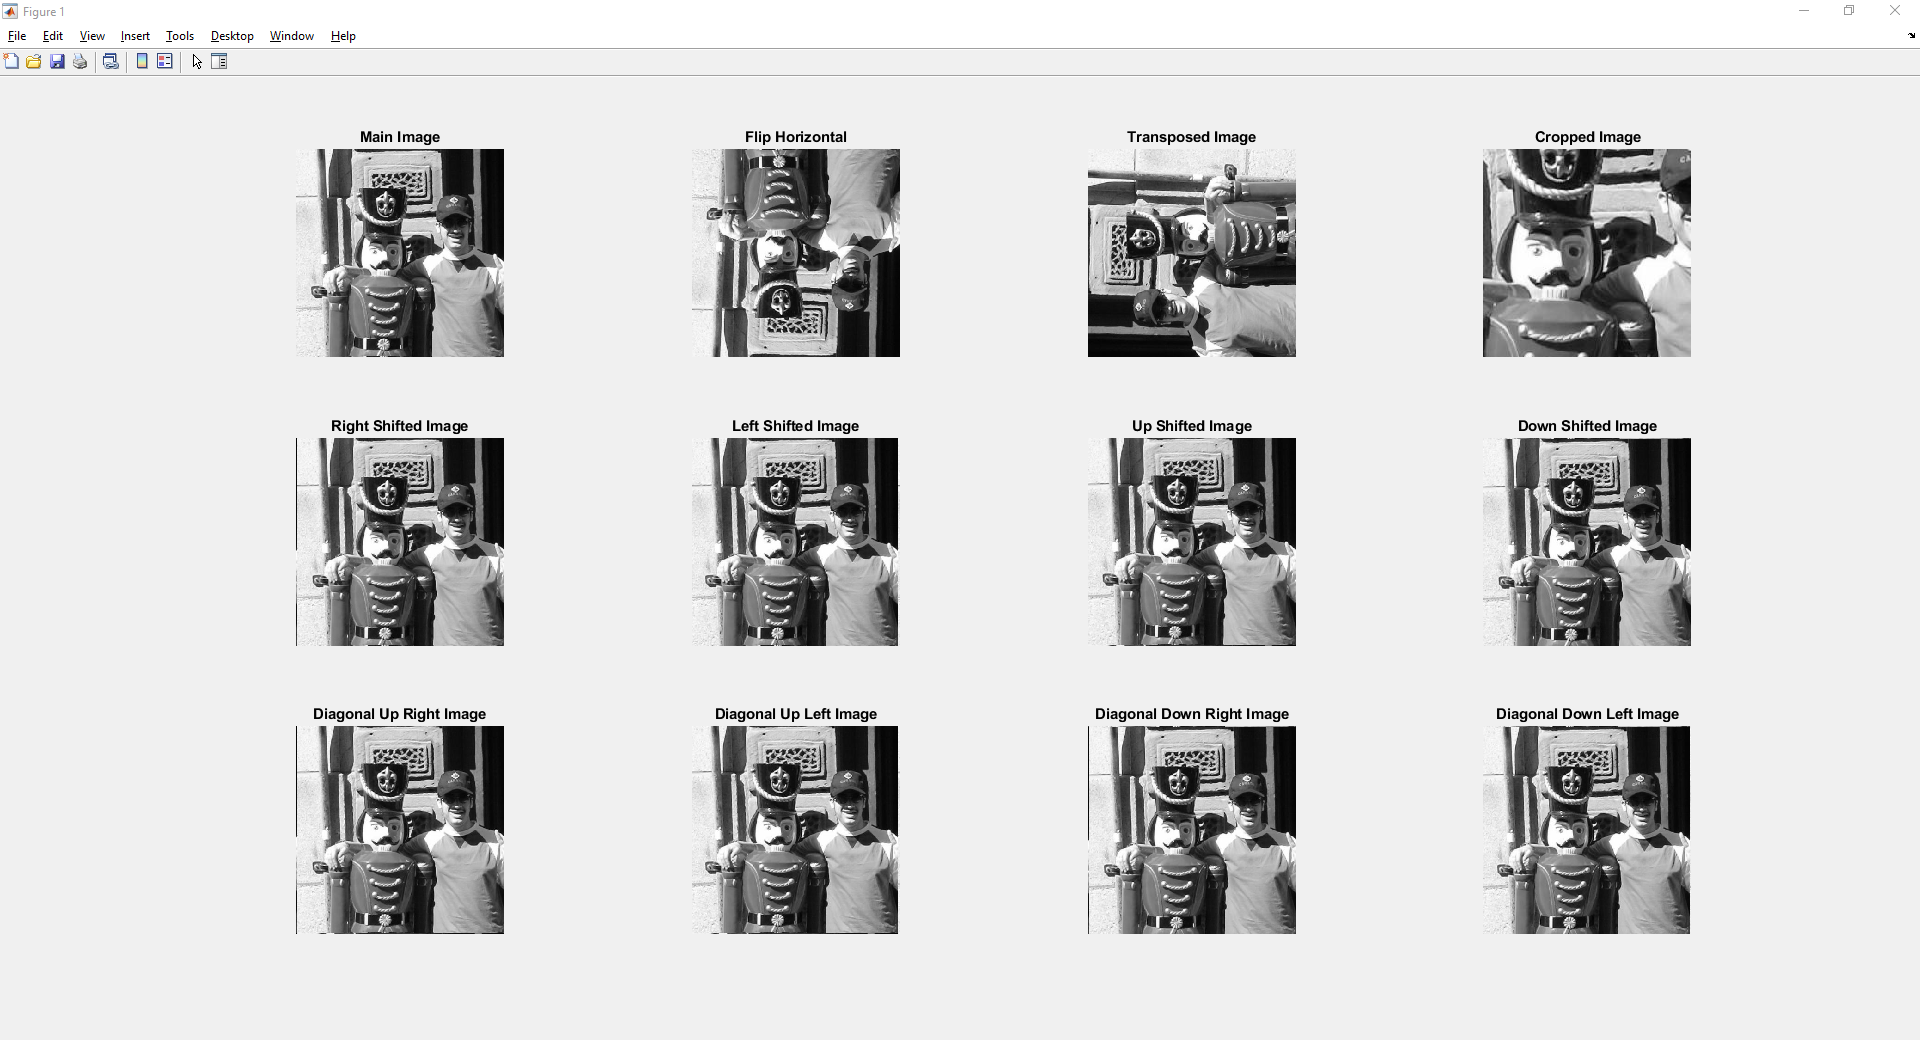 Figure 1
File Edit View Insert Tools Desktop Window Help
Main Image
Flip Horizontal
Transposed Image
Cropped Image
Right Shifted Image
Left Shifted Image
Up Shifted Image
Down Shifted Image
Diagonal Up Right Image
Diagonal Up Left Image
Diagonal Down Right Image
Diagonal Down Left Image